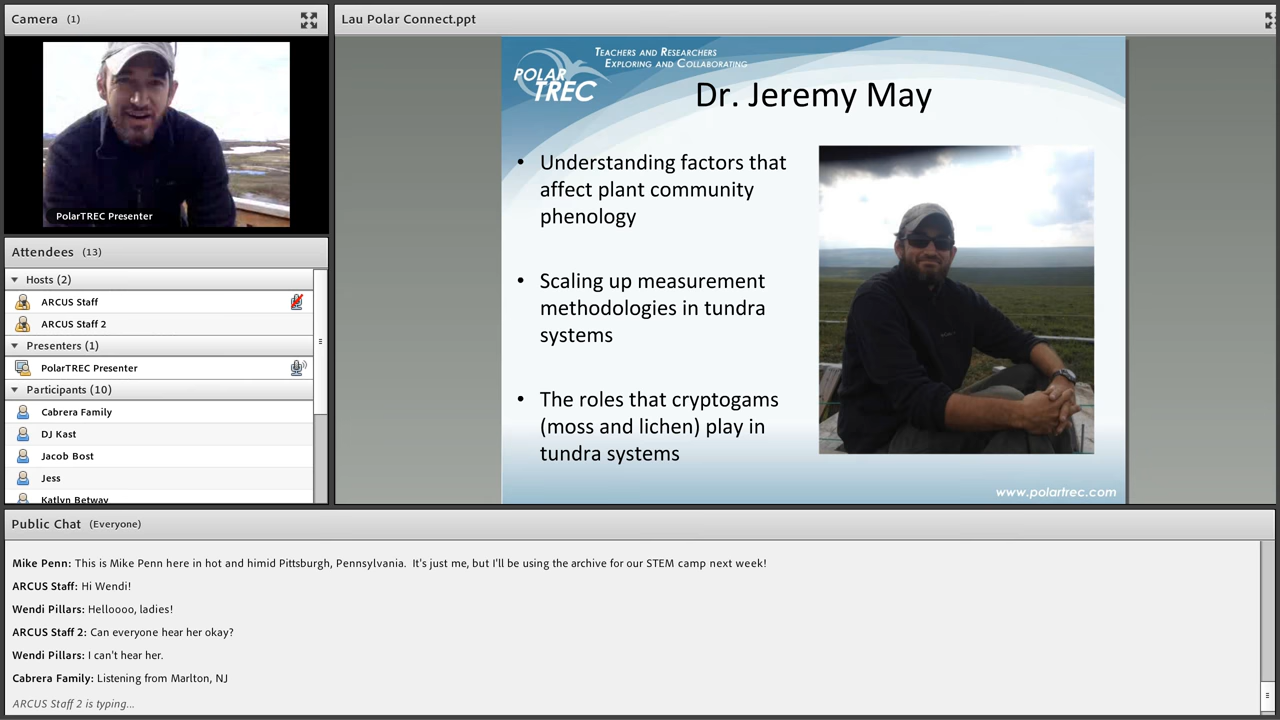 Camera (1)
PolarTREC Presenter
Attendees (13)
Hosts (2)
ARCUS Staff
ARCUS Staff 2
Presenters (1)
PolarTREC Presenter
Participants (10)
Cabrera Family
DJ Kast
Jacob Bost
Jess
Katlyn Betway
Lau Polar Connect.ppt
POLAR
TREC
TEACHERS AND RESEARCHERS
EXPLORING AND COLLABORATING
Dr. Jeremy May
• Understanding factors that
affect plant community
phenology
• Scaling up measurement
methodologies in tundra
systems
• The roles that cryptogams
(moss and lichen) play in
tundra systems
www.polartrec.com
Public Chat (Everyone)
Mike Penn: This is Mike Penn here in hot and himid Pittsburgh, Pennsylvania. It's just me, but I'll be using the archive for our STEM camp next week!
ARCUS Staff: Hi Wendi!
Wendi Pillars: Helloooo, ladies!
ARCUS Staff 2: Can everyone hear her okay?
Wendi Pillars: I can't hear her.
Cabrera Family: Listening from Marlton, NJ
ARCUS Staff 2 is typing...